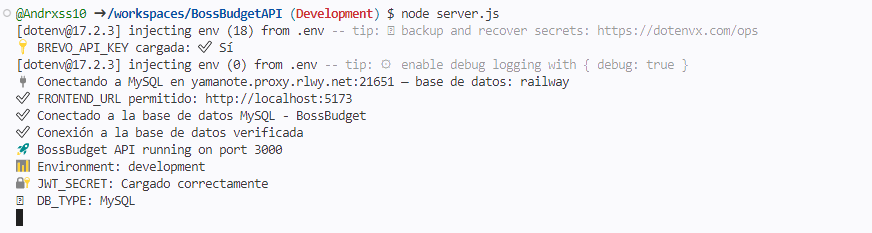 @Andrxss10 ➜/workspaces/BossBudgetAPI (Development) $ node server.js
[dotenv@17.2.3] injecting env (18) from .env -- tip: backup and recover secrets: https://dotenvx.com/ops
🔑 BREVO_API_KEY cargada: ✅ Sí
[dotenv@17.2.3] injecting env (0) from .env -- tip: ⚙ enable debug logging with { debug: true }
🔌 Conectando a MySQL en yamanote.proxy.rlwy.net:21651 — base de datos: railway
✅ FRONTEND_URL permitido: http://localhost:5173
✅ Conectado a la base de datos MySQL - BossBudget
✅ Conexión a la base de datos verificada
🚀 BossBudget API running on port 3000
📊 Environment: development
🔐 JWT_SECRET: Cargado correctamente
DB_TYPE: MySQL